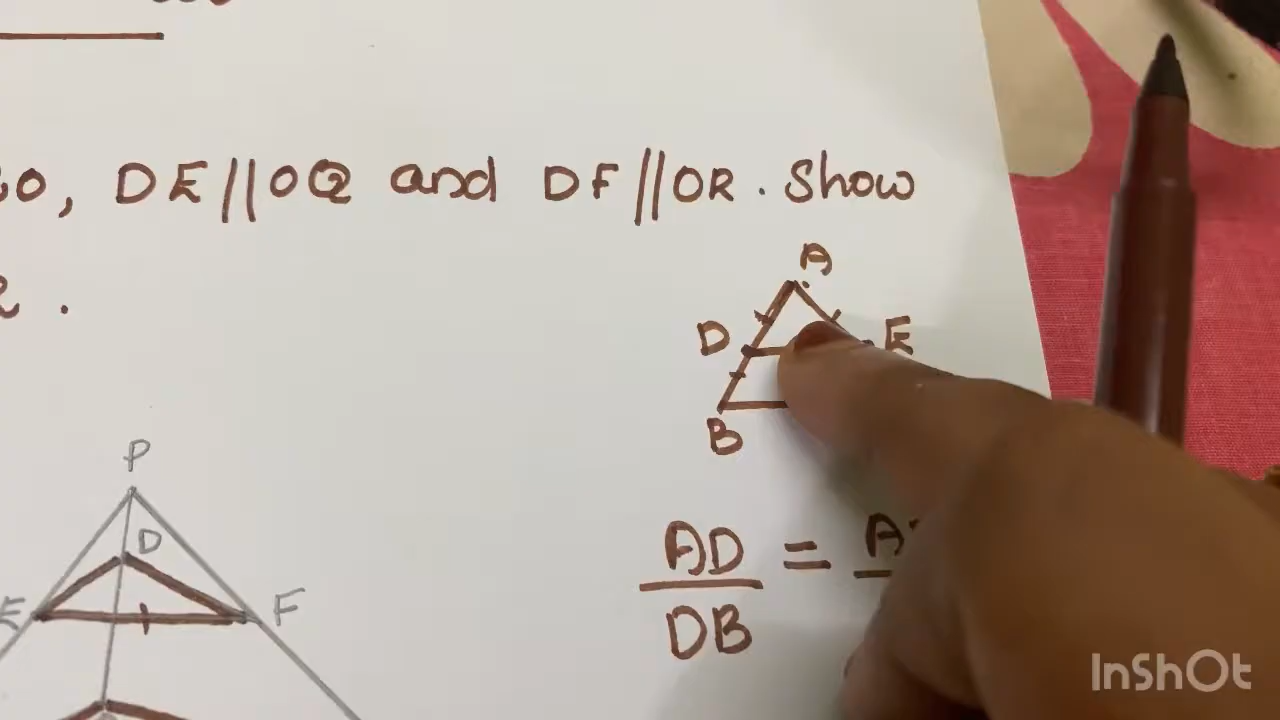 DE||OQ and DF||OR. Show
A
D E
B
P
D
E F
AD = A
DB
InShOt